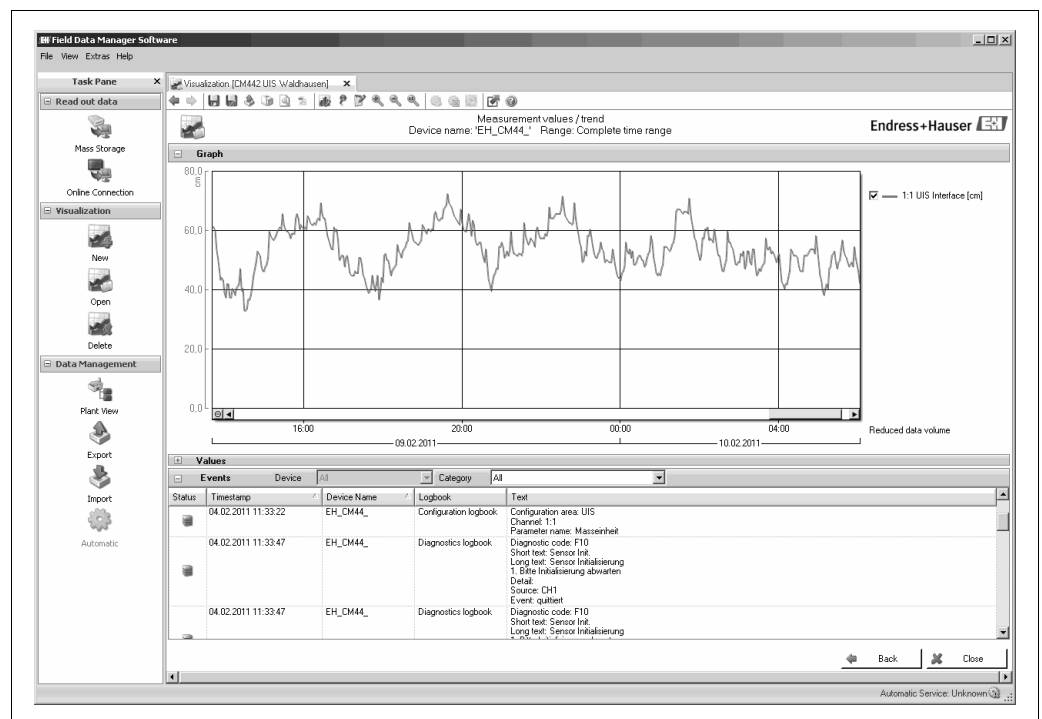 Field Data Manager Software
File View Extras Help
Task Pane
Read out data
Mass Storage
Online Connection
Visualization
New
Open
Delete
Data Management
Plant View
Export
Import
Automatic
Visualization [CM442 UIS Waldhausen]
Measurement values / trend
Device name: 'EH_CM44_' Range: Complete time range
Endress+Hauser EH
Graph
80,0
cm
60,0
40,0
20,0
0,0
16:00 20:00 00:00 04:00
09.02.2011 10.02.2011
1:1 UIS Interface [cm]
Reduced data volume
Values
Events Device All Category All
Status Timestamp Device Name Logbook Text
04.02.2011 11:33:22 EH_CM44_ Configuration logbook Configuration area: UIS
Channel: 1:1
Parameter name: Masseinheit
04.02.2011 11:33:47 EH_CM44_ Diagnostics logbook Diagnostic code: F10
Short text: Sensor Init.
Long text: Sensor Initialisierung
1. Bitte Initialisierung abwarten
Detail:
Source: CH1
Event: quittiert
04.02.2011 11:33:47 EH_CM44_ Diagnostics logbook Diagnostic code: F10
Short text: Sensor Init.
Long text: Sensor Initialisierung
Back Close
Automatic Service: Unknown